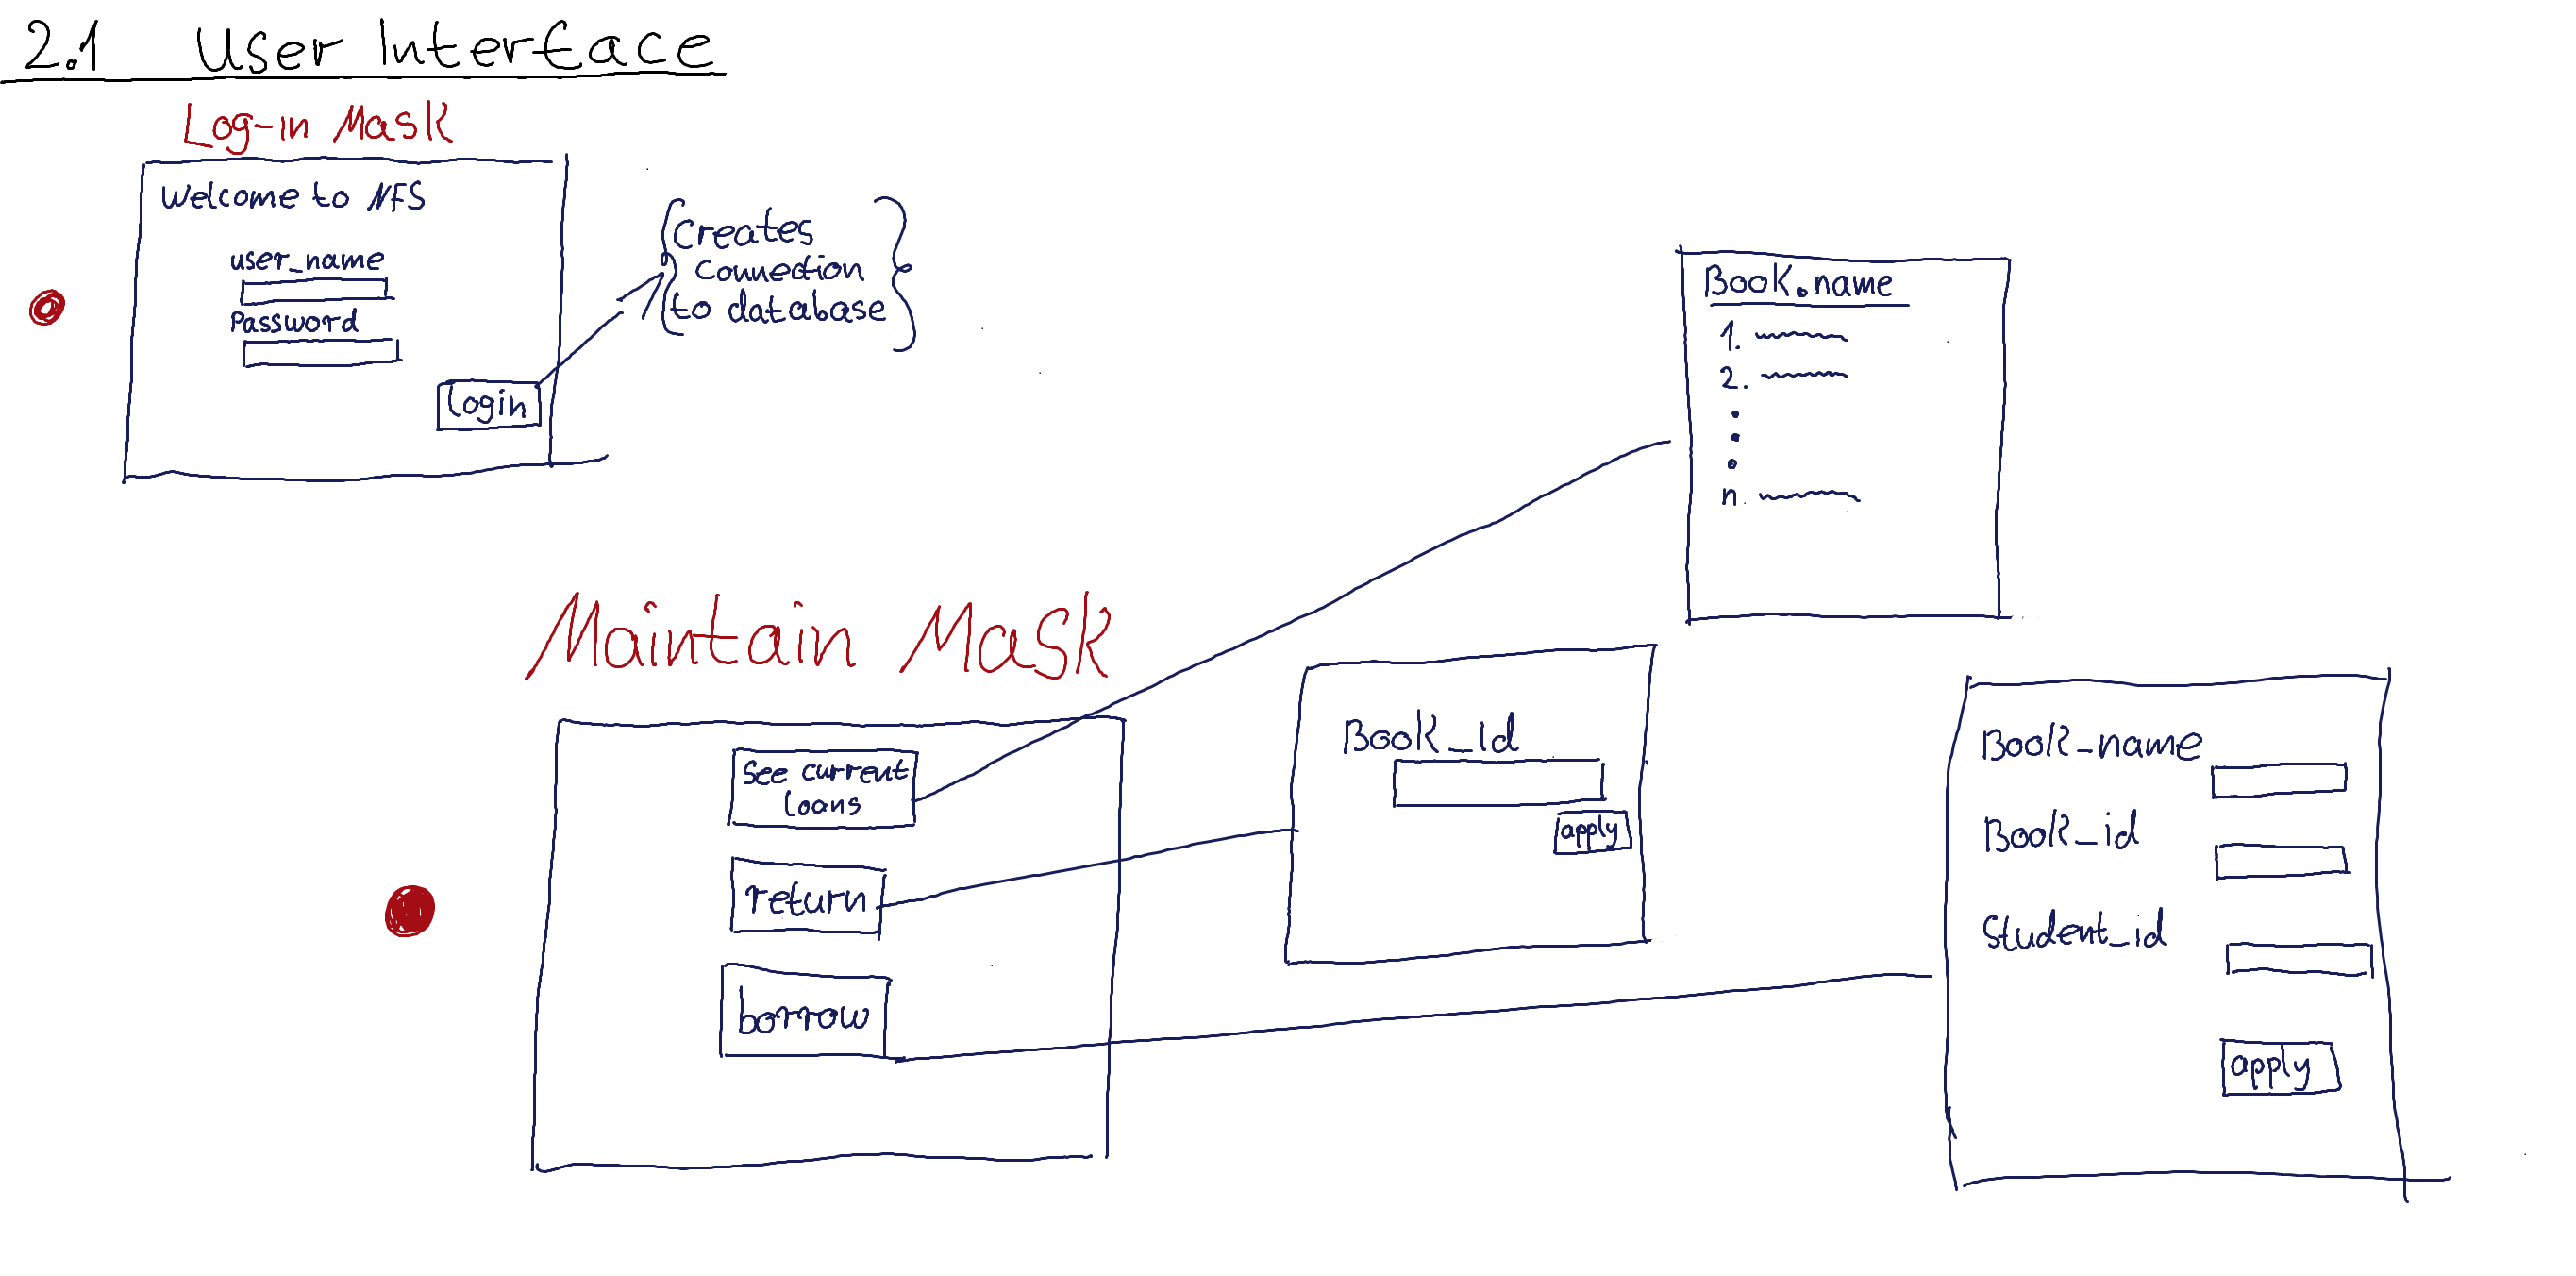 2.1 User Interface
Log-in Mask
Welcome to NFS
user_name
Password
login
Creates
connection
to database
Book.name
1.
2.
n.
Maintain Mask
See current
loans
return
borrow
Book_Id
apply
Book_name
Book_id
Student_id
apply